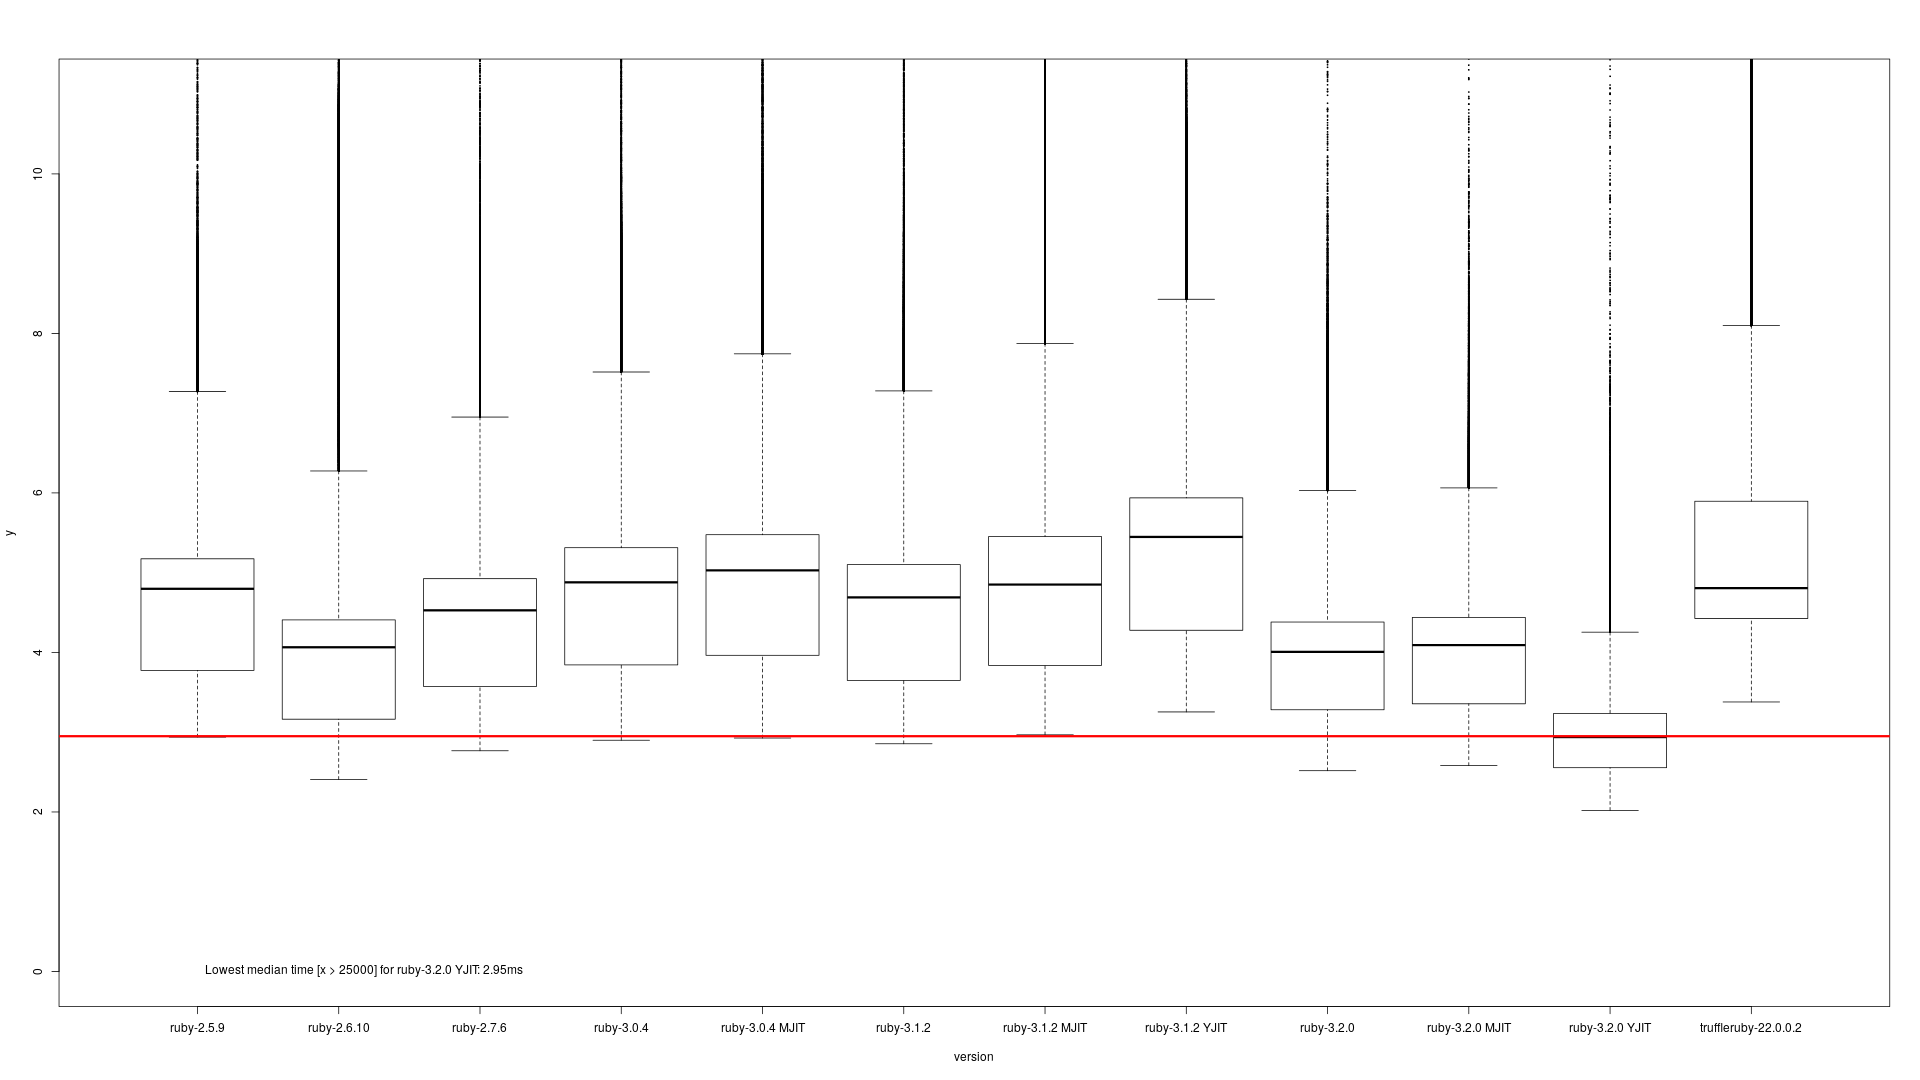 10
8
6
4
2
0
y
Lowest median time [x > 25000] for ruby-3.2.0 YJIT: 2.95ms
ruby-2.5.9 ruby-2.6.10 ruby-2.7.6 ruby-3.0.4 ruby-3.0.4 MJIT ruby-3.1.2 ruby-3.1.2 MJIT ruby-3.1.2 YJIT ruby-3.2.0 ruby-3.2.0 MJIT ruby-3.2.0 YJIT truffleruby-22.0.0.2
version